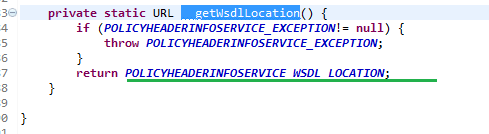 private static URL __getWsdlLocation() {
if (POLICYHEADERINFOSERVICE_EXCEPTION!= null) {
throw POLICYHEADERINFOSERVICE_EXCEPTION;
}
return POLICYHEADERINFOSERVICE_WSDL_LOCATION;
}
}